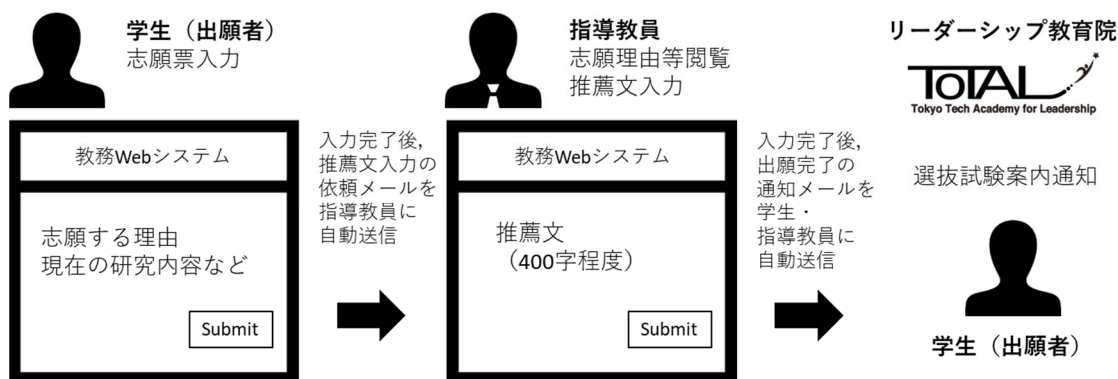 学生（出願者）
志願票入力
教務Webシステム
志願する理由
現在の研究内容など
Submit
入力完了後,
推薦文入力の
依頼メールを
指導教員に
自動送信
指導教員
志願理由等閲覧
推薦文入力
教務Webシステム
推薦文
（400字程度）
Submit
入力完了後,
出願完了の
通知メールを
学生・
指導教員に
自動送信
リーダーシップ教育院
ToTAL
Tokyo Tech Academy for Leadership
選抜試験案内通知
学生（出願者）